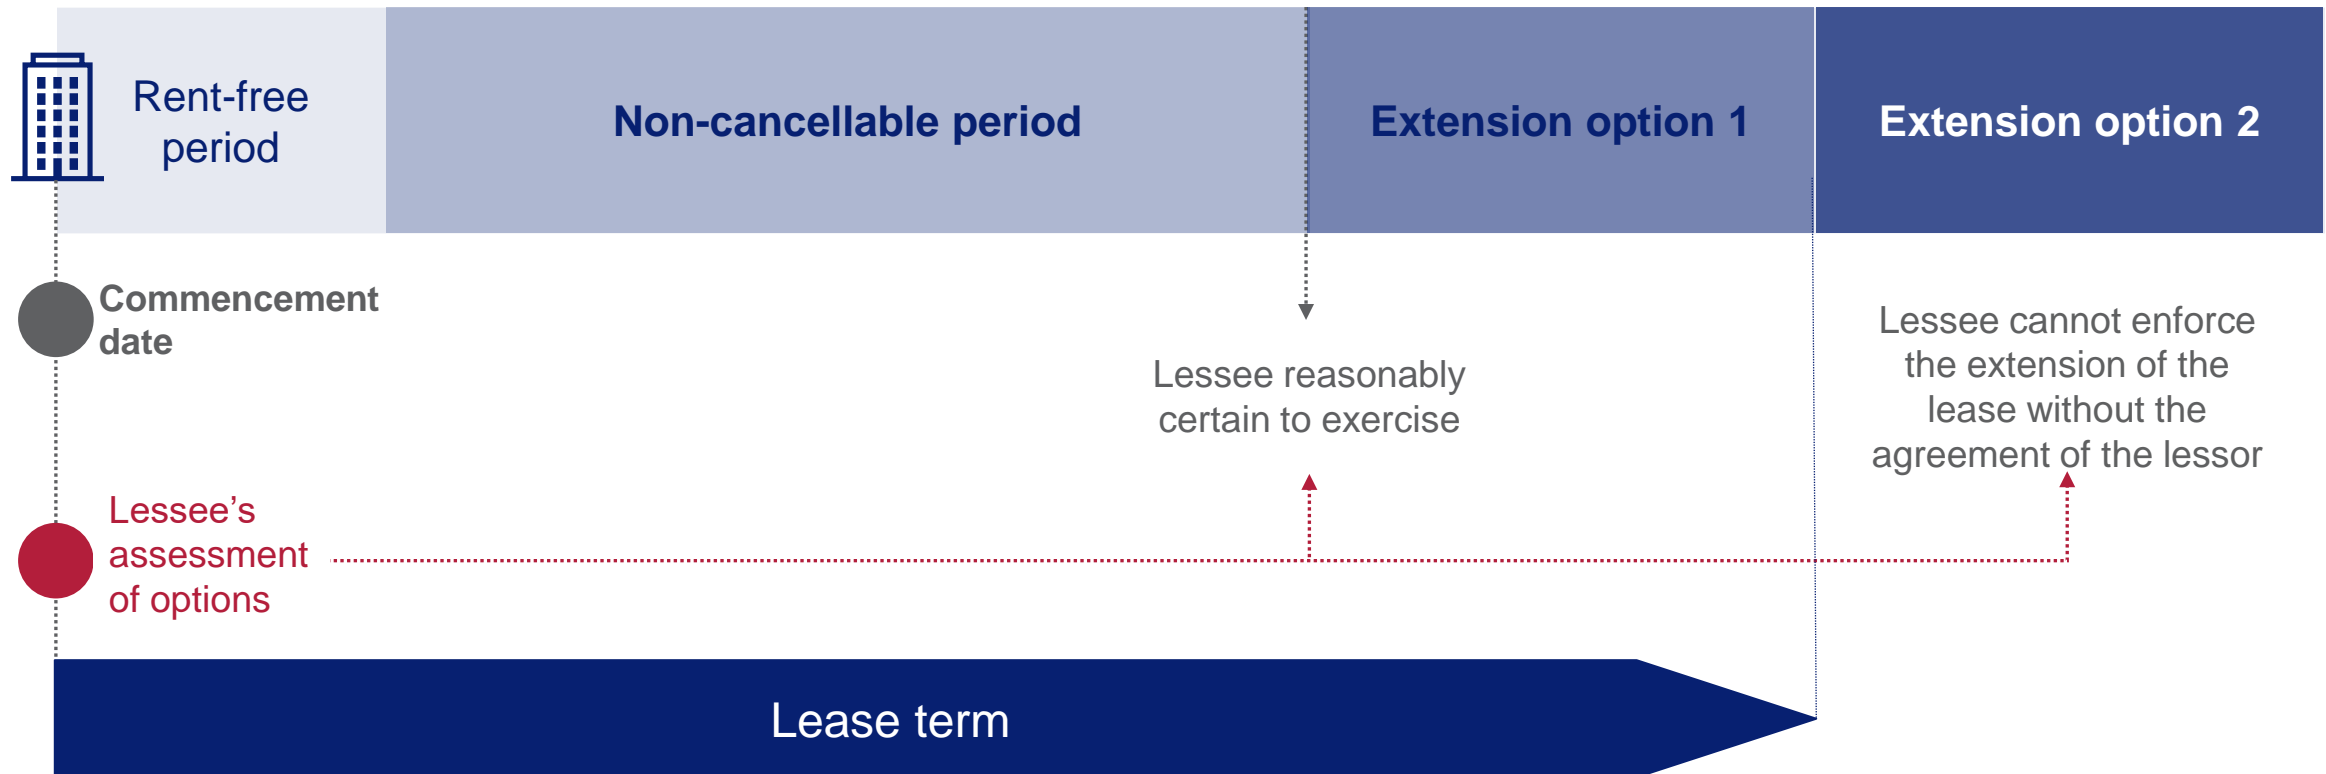 Rent-free
period
Non-cancellable period
Extension option 1
Extension option 2
Commencement
date
Lessee reasonably
certain to exercise
Lessee cannot enforce
the extension of the
lease without the
agreement of the lessor
Lessee’s
assessment
of options
Lease term